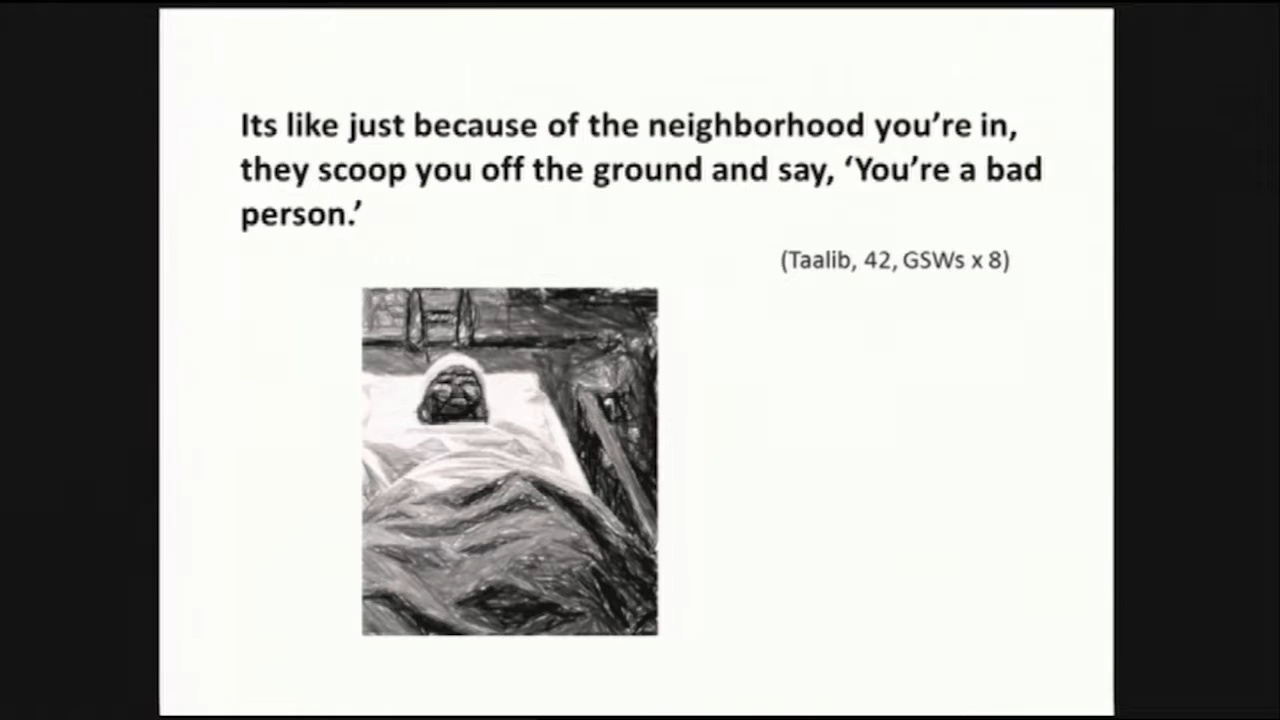 Its like just because of the neighborhood you’re in,
they scoop you off the ground and say, ‘You’re a bad
person.’
(Taalib, 42, GSWs x 8)